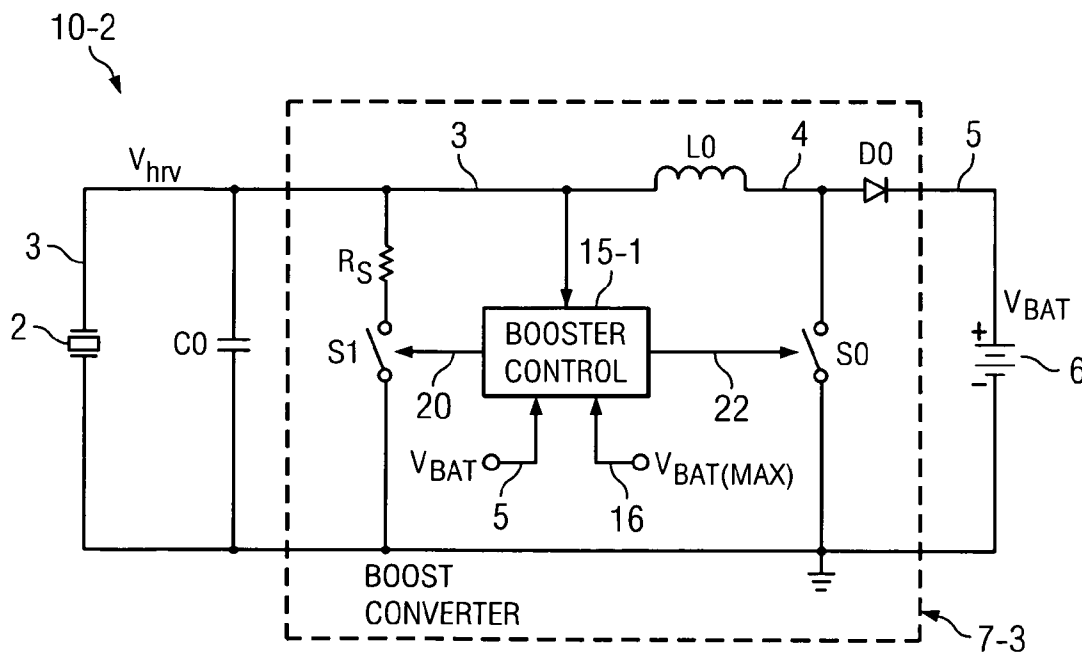 10-2
V_hrv
3
L0
4
D0
5
3
R_S
15-1
2
C0
S1
BOOSTER
CONTROL
S0
V_BAT
+
-
6
20
22
V_BAT
5
16
V_BAT(MAX)
BOOST
CONVERTER
7-3